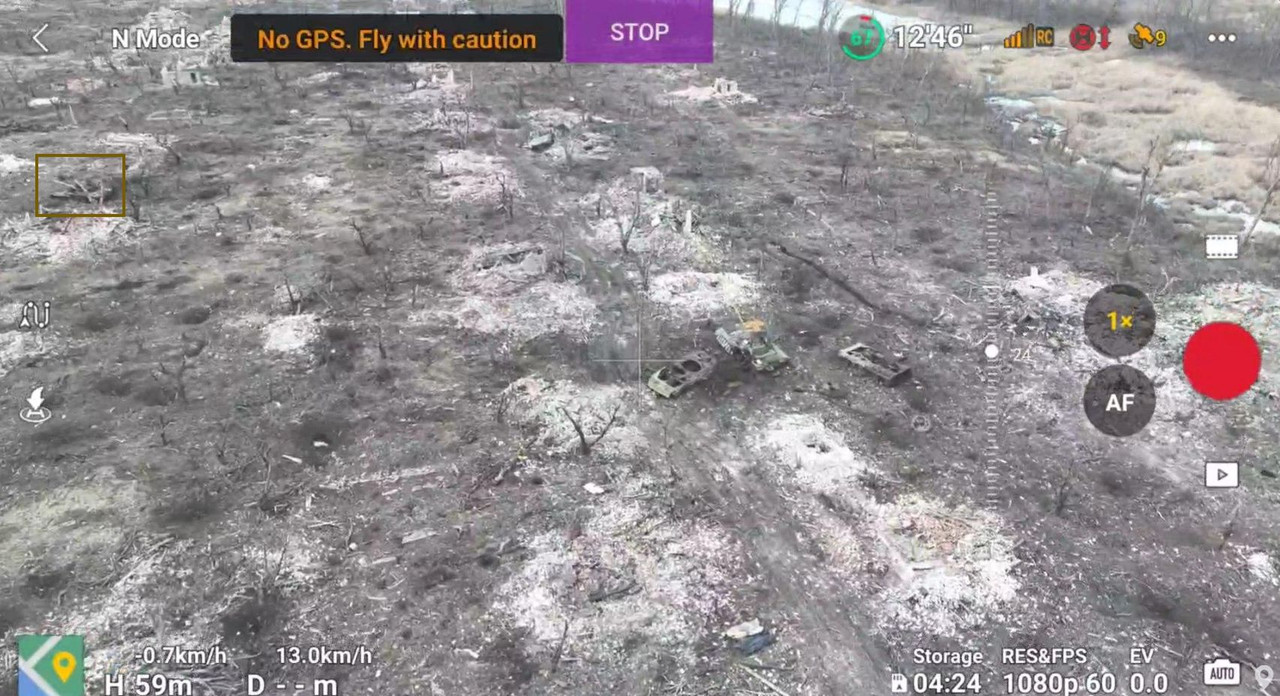 N Mode
No GPS. Fly with caution
STOP
67
12'46"
RC
9
1×
24
AF
-0.7km/h
13.0km/h
H 59m
D - - m
Storage
04:24
RES&FPS
1080p 60
EV
0.0
AUTO